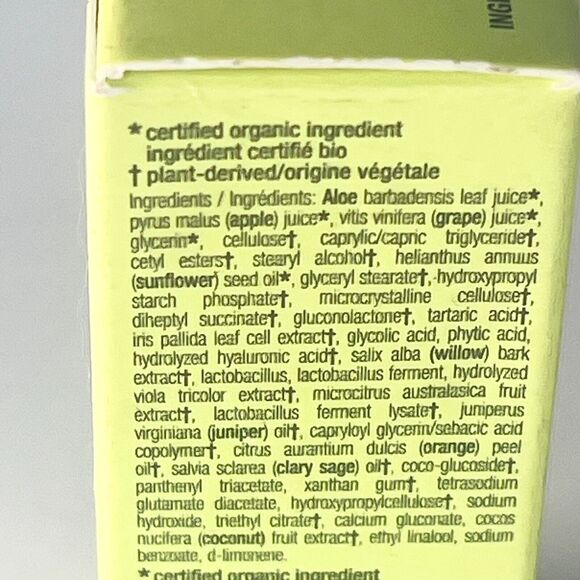 INGR
* certified organic ingredient
ingrédient certifié bio
† plant-derived/origine végétale
Ingredients / Ingrédients: Aloe barbadensis leaf juice*,
pyrus malus (apple) juice*, vitis vinifera (grape) juice*,
glycerin*, cellulose†, caprylic/capric triglyceride†,
cetyl esters†, stearyl alcohol†, helianthus annuus
(sunflower) seed oil*, glyceryl stearate†, hydroxypropyl
starch phosphate†, microcrystalline cellulose†,
diheptyl succinate†, gluconolactone†, tartaric acid†,
iris pallida leaf cell extract†, glycolic acid, phytic acid,
hydrolyzed hyaluronic acid†, salix alba (willow) bark
extract†, lactobacillus, lactobacillus ferment, hydrolyzed
viola tricolor extract†, microcitrus australasica fruit
extract†, lactobacillus ferment lysate†, juniperus
virginiana (juniper) oil†, capryloyl glycerin/sebacic acid
copolymer†, citrus aurantium dulcis (orange) peel
oil†, salvia sclarea (clary sage) oil†, coco-glucoside†,
panthenyl triacetate, xanthan gum†, tetrasodium
glutamate diacetate, hydroxypropylcellulose†, sodium
hydroxide, triethyl citrate†, calcium gluconate, cocos
nucifera (coconut) fruit extract†, ethyl linalool, sodium
benzoate, d-limonene.
* certified organic ingredient